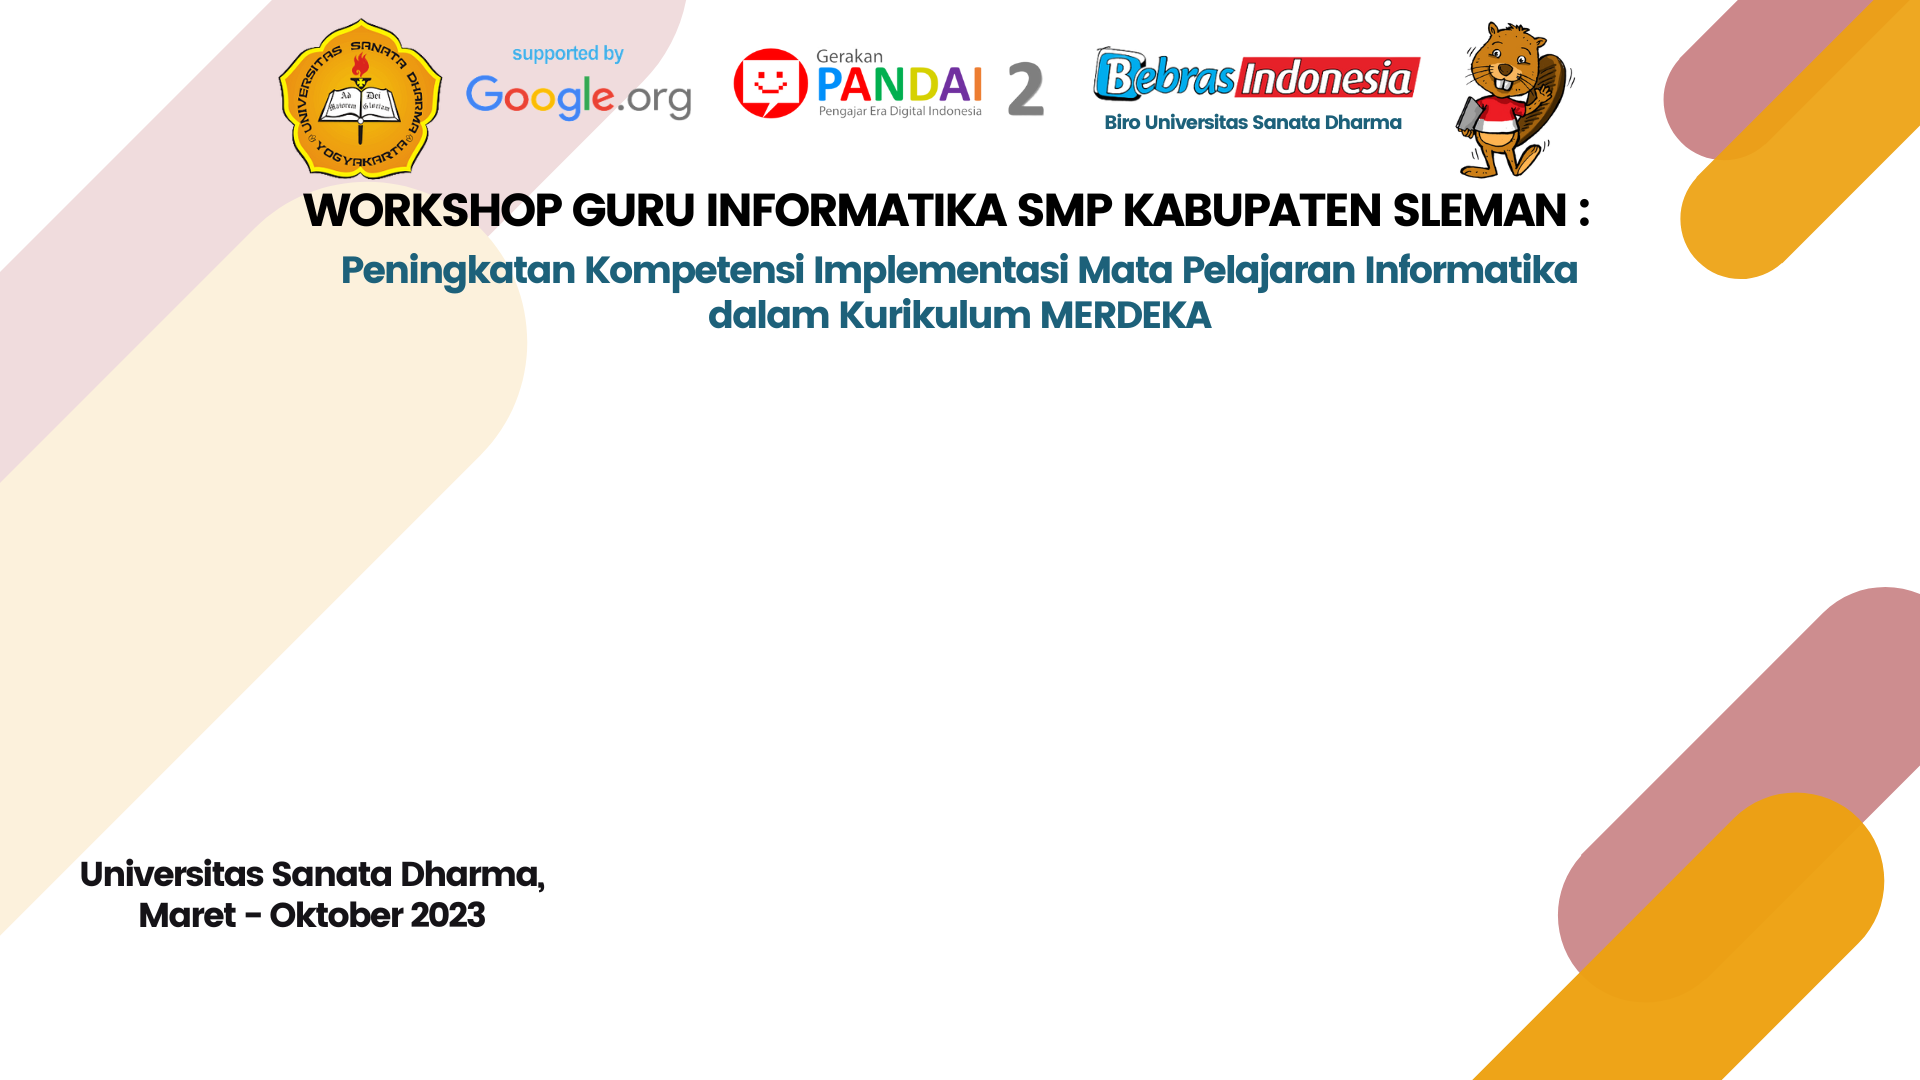 UNIVERSITAS SANATA DHARMA
YOGYAKARTA
Ad Dei
Maiorem Gloriam
supported by
Google.org
Gerakan
PANDAI 2
Pengajar Era Digital Indonesia
Bebras Indonesia
Biro Universitas Sanata Dharma
WORKSHOP GURU INFORMATIKA SMP KABUPATEN SLEMAN :
Peningkatan Kompetensi Implementasi Mata Pelajaran Informatika
dalam Kurikulum MERDEKA
Universitas Sanata Dharma,
Maret - Oktober 2023